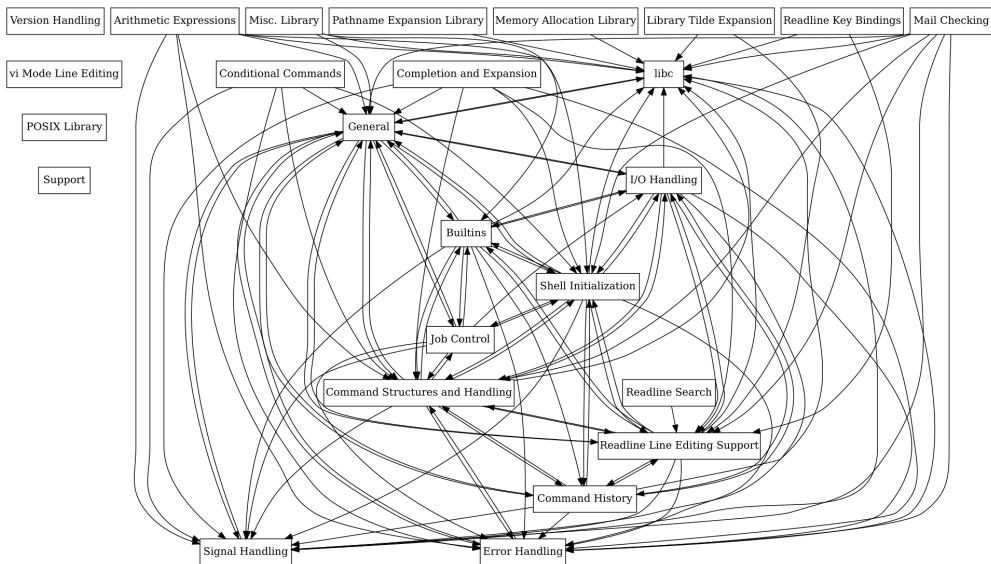 Version Handling
Arithmetic Expressions
Misc. Library
Pathname Expansion Library
Memory Allocation Library
Library Tilde Expansion
Readline Key Bindings
Mail Checking
vi Mode Line Editing
Conditional Commands
Completion and Expansion
libc
POSIX Library
General
Support
I/O Handling
Builtins
Shell Initialization
Job Control
Command Structures and Handling
Readline Search
Readline Line Editing Support
Command History
Signal Handling
Error Handling